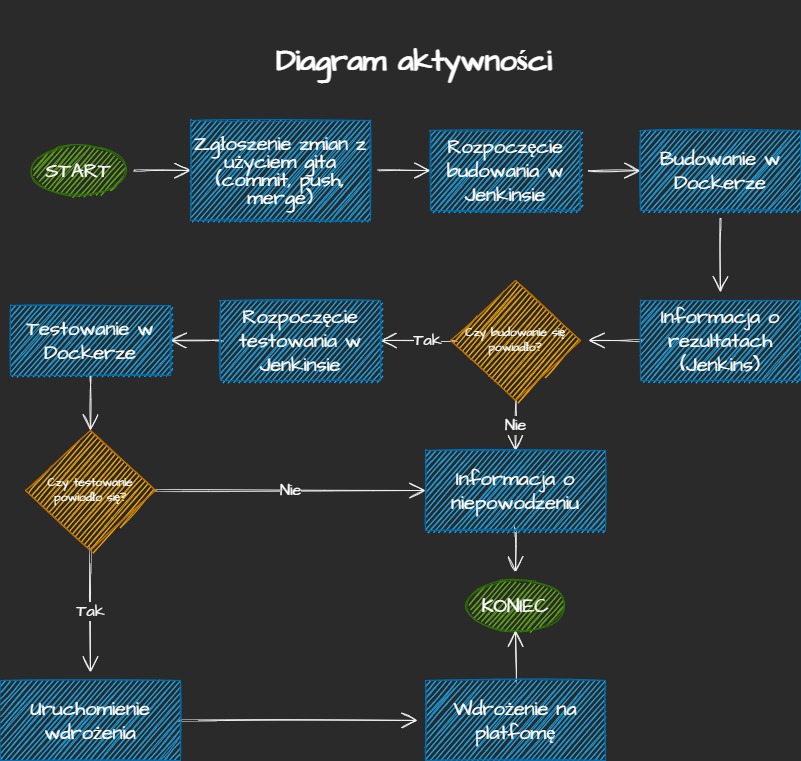 Diagram aktywności
START
Zgłoszenie zmian z
użyciem gita
(commit, push,
merge)
Rozpoczęcie
budowania w
Jenkinsie
Budowanie w
Dockerze
Informacja o
rezultatach
(Jenkins)
Czy budowanie się
powiodło?
Tak
Rozpoczęcie
testowania w
Jenkinsie
Testowanie w
Dockerze
Nie
Czy testowanie
powiodło się?
Nie
Informacja o
niepowodzeniu
KONIEC
Tak
Uruchomienie
wdrożenia
Wdrożenie na
platfomę